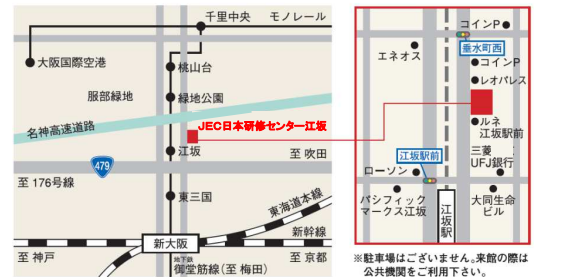 千里中央 モノレール
大阪国際空港
桃山台
服部緑地
緑地公園
名神高速道路
JEC日本研修センター江坂
江坂
至 吹田
479
至 176号線
東三国
東海道本線
新幹線
新大阪
至 神戸
至 京都
地下鉄
御堂筋線(至 梅田)
コインP
垂水町西
エネオス
コインP
レオパレス
ルネ
江坂駅前
江坂駅前
三菱
UFJ銀行
ローソン
パシフィック
マークス江坂
江坂駅
大同生命
ビル
※駐車場はございません。来館の際は
公共機関をご利用下さい。